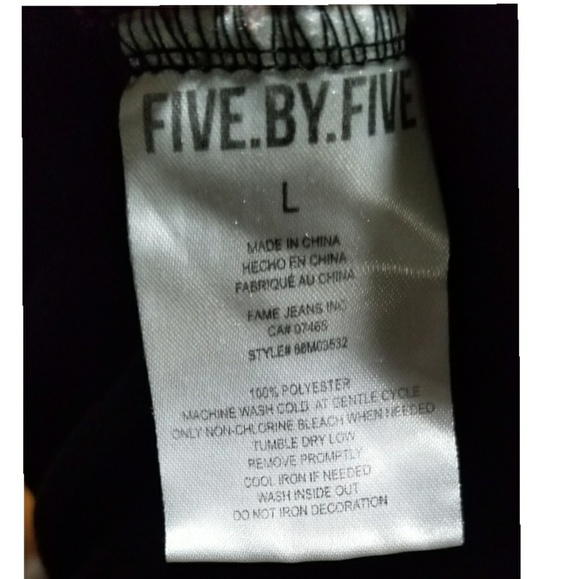 FIVE.BY.FIVE
L
MADE IN CHINA
HECHO EN CHINA
FABRIQUÉ AU CHINA
FAME JEANS INC
CA# 07465
STYLE# 66M03532
100% POLYESTER
MACHINE WASH COLD AT GENTLE CYCLE
ONLY NON-CHLORINE BLEACH WHEN NEEDED
TUMBLE DRY LOW
REMOVE PROMPTLY
COOL IRON IF NEEDED
WASH INSIDE OUT
DO NOT IRON DECORATION